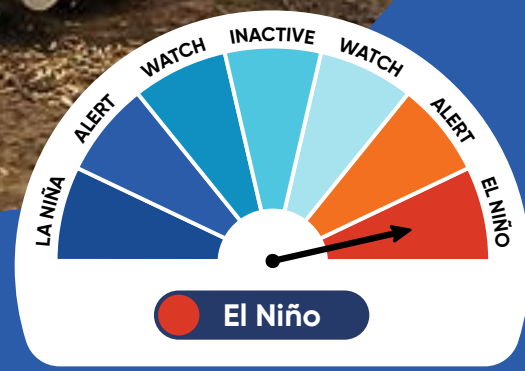 LA NIÑA
ALERT
WATCH
INACTIVE
WATCH
ALERT
EL NIÑO
El Niño